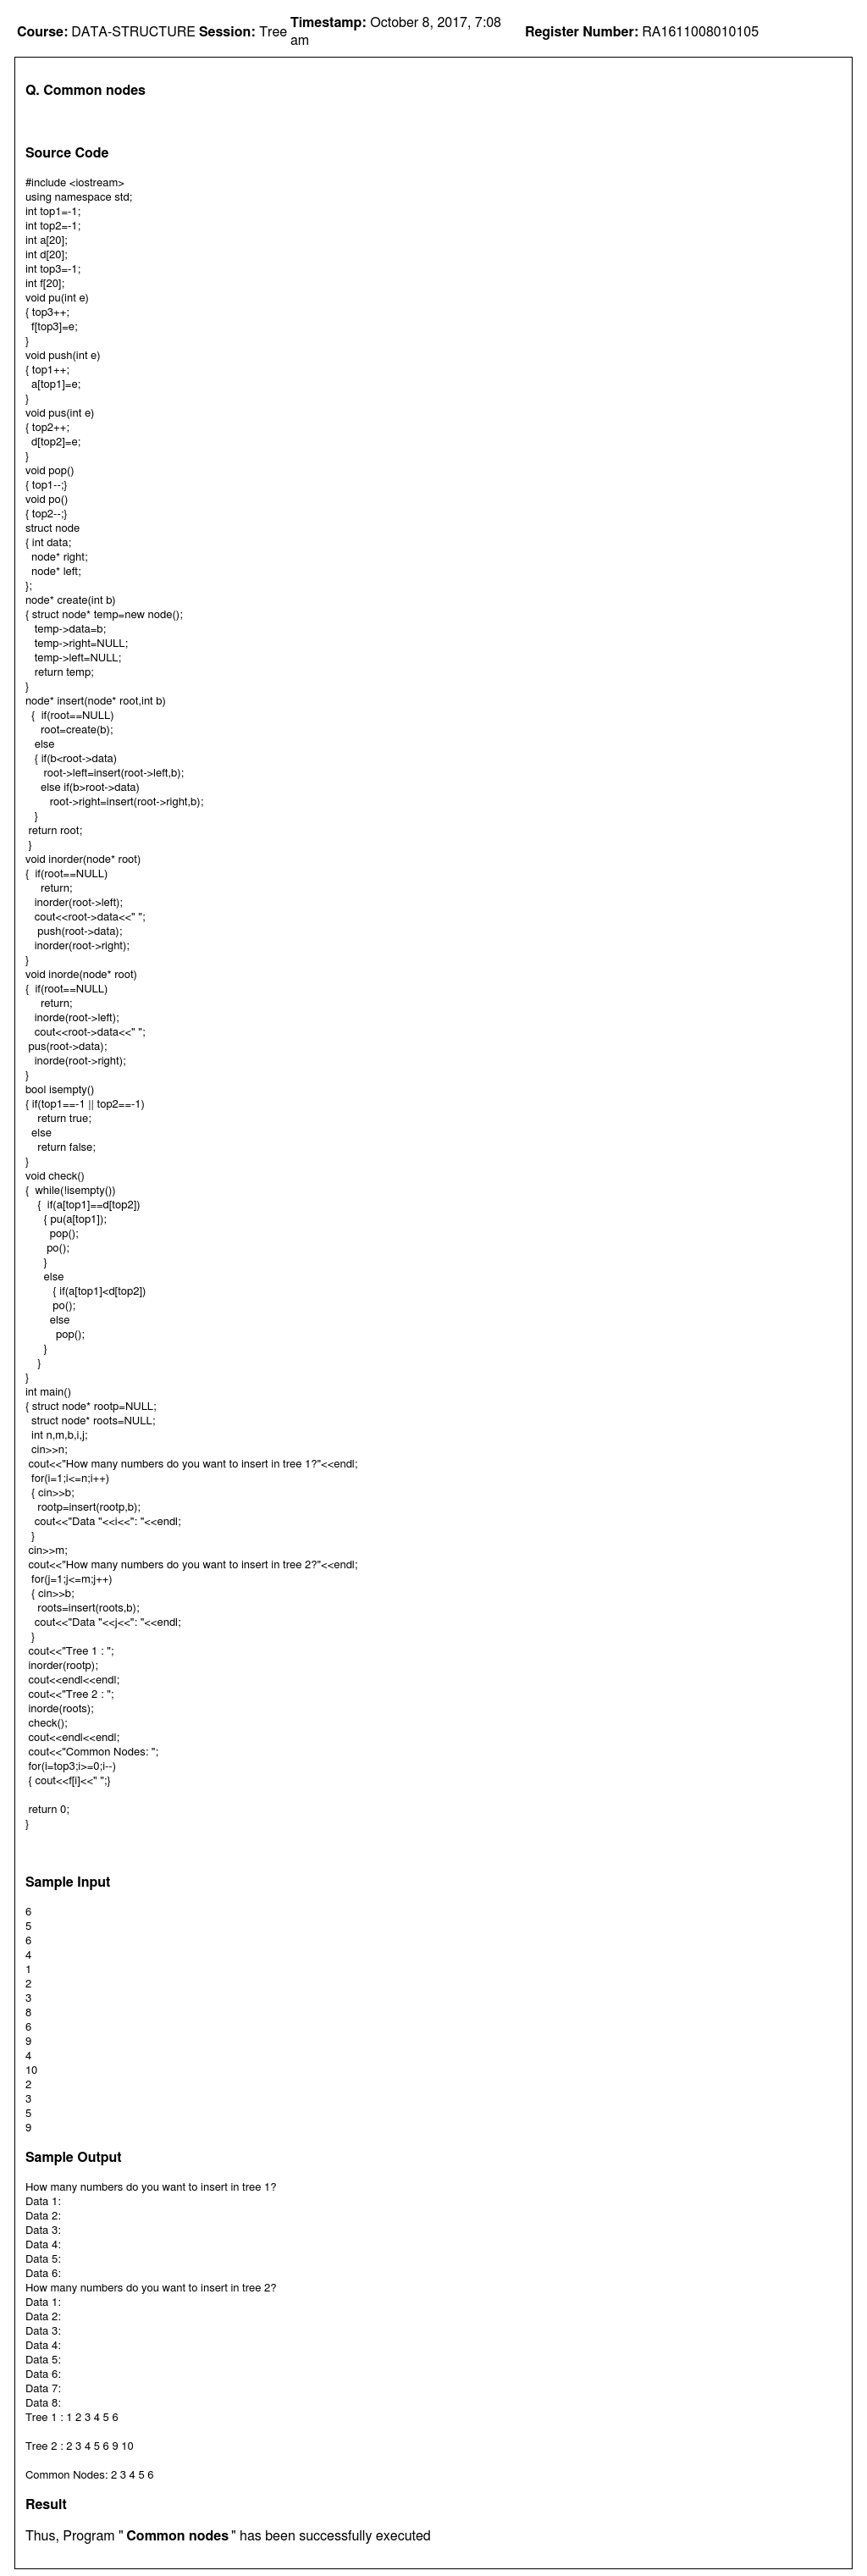 Course: DATA-STRUCTURE Session: Tree Timestamp: October 8, 2017, 7:08 am Register Number: RA1611008010105
Q. Common nodes
Source Code
#include <iostream>
using namespace std;
int top1=-1;
int top2=-1;
int a[20];
int d[20];
int top3=-1;
int f[20];
void pu(int e)
{ top3++;
  f[top3]=e;
}
void push(int e)
{ top1++;
  a[top1]=e;
}
void pus(int e)
{ top2++;
  d[top2]=e;
}
void pop()
{ top1--;}
void po()
{ top2--;}
struct node
{ int data;
  node* right;
  node* left;
};
node* create(int b)
{ struct node* temp=new node();
   temp->data=b;
   temp->right=NULL;
   temp->left=NULL;
   return temp;
}
node* insert(node* root,int b)
  {  if(root==NULL)
     root=create(b);
   else
   { if(b<root->data)
      root->left=insert(root->left,b);
     else if(b>root->data)
        root->right=insert(root->right,b);
   }
 return root;
 }
void inorder(node* root)
{  if(root==NULL)
     return;
   inorder(root->left);
   cout<<root->data<<" ";
    push(root->data);
   inorder(root->right);
}
void inorde(node* root)
{  if(root==NULL)
     return;
   inorde(root->left);
   cout<<root->data<<" ";
 pus(root->data);
   inorde(root->right);
}
bool isempty()
{ if(top1==-1 || top2==-1)
    return true;
  else
    return false;
}
void check()
{  while(!isempty())
    {  if(a[top1]==d[top2])
      { pu(a[top1]);
        pop();
       po();
      }
      else
         { if(a[top1]<d[top2])
         po();
        else
          pop();
      }
    }
}
int main()
{ struct node* rootp=NULL;
  struct node* roots=NULL;
  int n,m,b,i,j;
  cin>>n;
 cout<<"How many numbers do you want to insert in tree 1?"<<endl;
  for(i=1;i<=n;i++)
  { cin>>b;
    rootp=insert(rootp,b);
   cout<<"Data "<<i<<": "<<endl;
  }
 cin>>m;
 cout<<"How many numbers do you want to insert in tree 2?"<<endl;
  for(j=1;j<=m;j++)
  { cin>>b;
    roots=insert(roots,b);
   cout<<"Data "<<j<<": "<<endl;
  }
 cout<<"Tree 1 : ";
 inorder(rootp);
 cout<<endl<<endl;
 cout<<"Tree 2 : ";
 inorde(roots);
 check();
 cout<<endl<<endl;
 cout<<"Common Nodes: ";
 for(i=top3;i>=0;i--)
 { cout<<f[i]<<" ";}
 return 0;
}
Sample Input
6
5
6
4
1
2
3
8
6
9
4
10
2
3
5
9
Sample Output
How many numbers do you want to insert in tree 1?
Data 1:
Data 2:
Data 3:
Data 4:
Data 5:
Data 6:
How many numbers do you want to insert in tree 2?
Data 1:
Data 2:
Data 3:
Data 4:
Data 5:
Data 6:
Data 7:
Data 8:
Tree 1 : 1 2 3 4 5 6
Tree 2 : 2 3 4 5 6 9 10
Common Nodes: 2 3 4 5 6
Result
Thus, Program " Common nodes " has been successfully executed